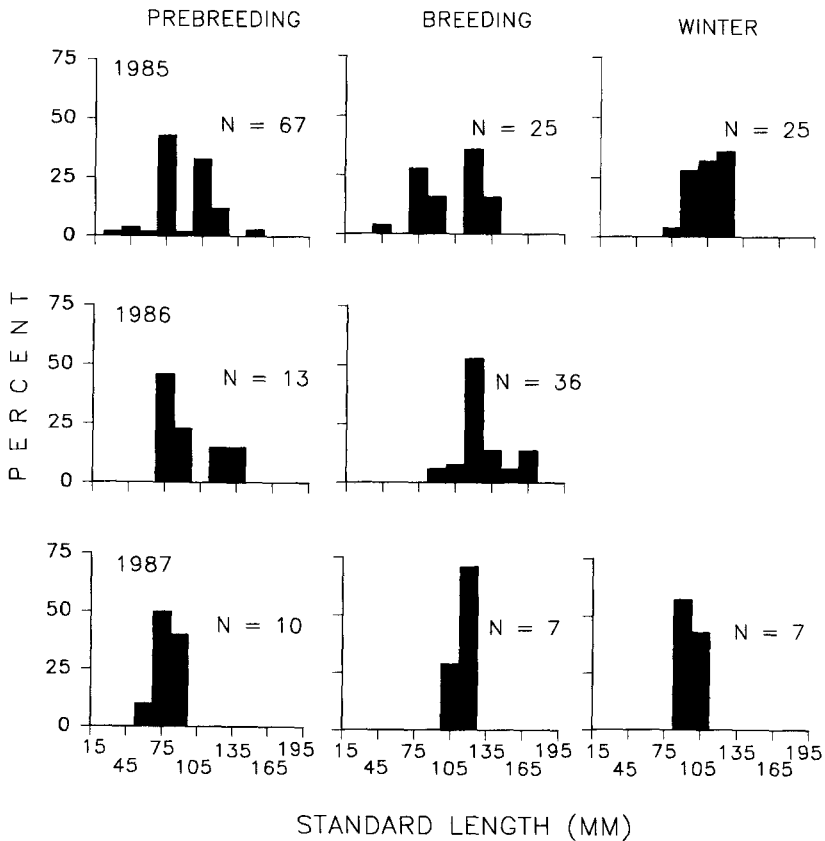 PREBREEDING BREEDING WINTER
75 1985
50 N = 67 N = 25 N = 25
25
0
75 1986
50 N = 13 N = 36
25
0
75 1987
50 N = 10 N = 7 N = 7
25
0
15 75 135 195 15 75 135 195 15 75 135 195
45 105 165 45 105 165 45 105 165
PERCENT
STANDARD LENGTH (MM)